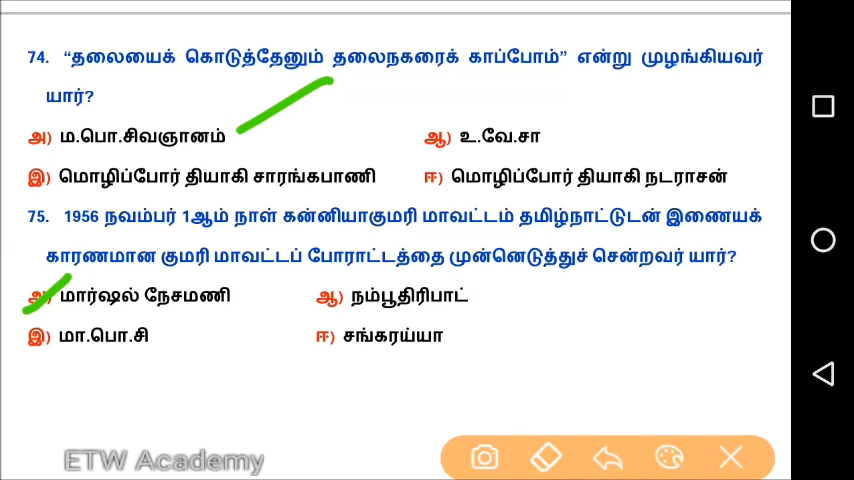 74. “தலையைக் கொடுத்தேனும் தலைநகரைக் காப்போம்” என்று முழங்கியவர்
யார்?
அ) ம.பொ.சிவஞானம் ஆ) உ.வே.சா
இ) மொழிப்போர் தியாகி சாரங்கபாணி ஈ) மொழிப்போர் தியாகி நடராசன்
75. 1956 நவம்பர் 1ஆம் நாள் கன்னியாகுமரி மாவட்டம் தமிழ்நாட்டுடன் இணையக்
காரணமான குமரி மாவட்டப் போராட்டத்தை முன்னெடுத்துச் சென்றவர் யார்?
அ) மார்ஷல் நேசமணி ஆ) நம்பூதிரிபாட்
இ) மா.பொ.சி ஈ) சங்கரய்யா
ETW Academy